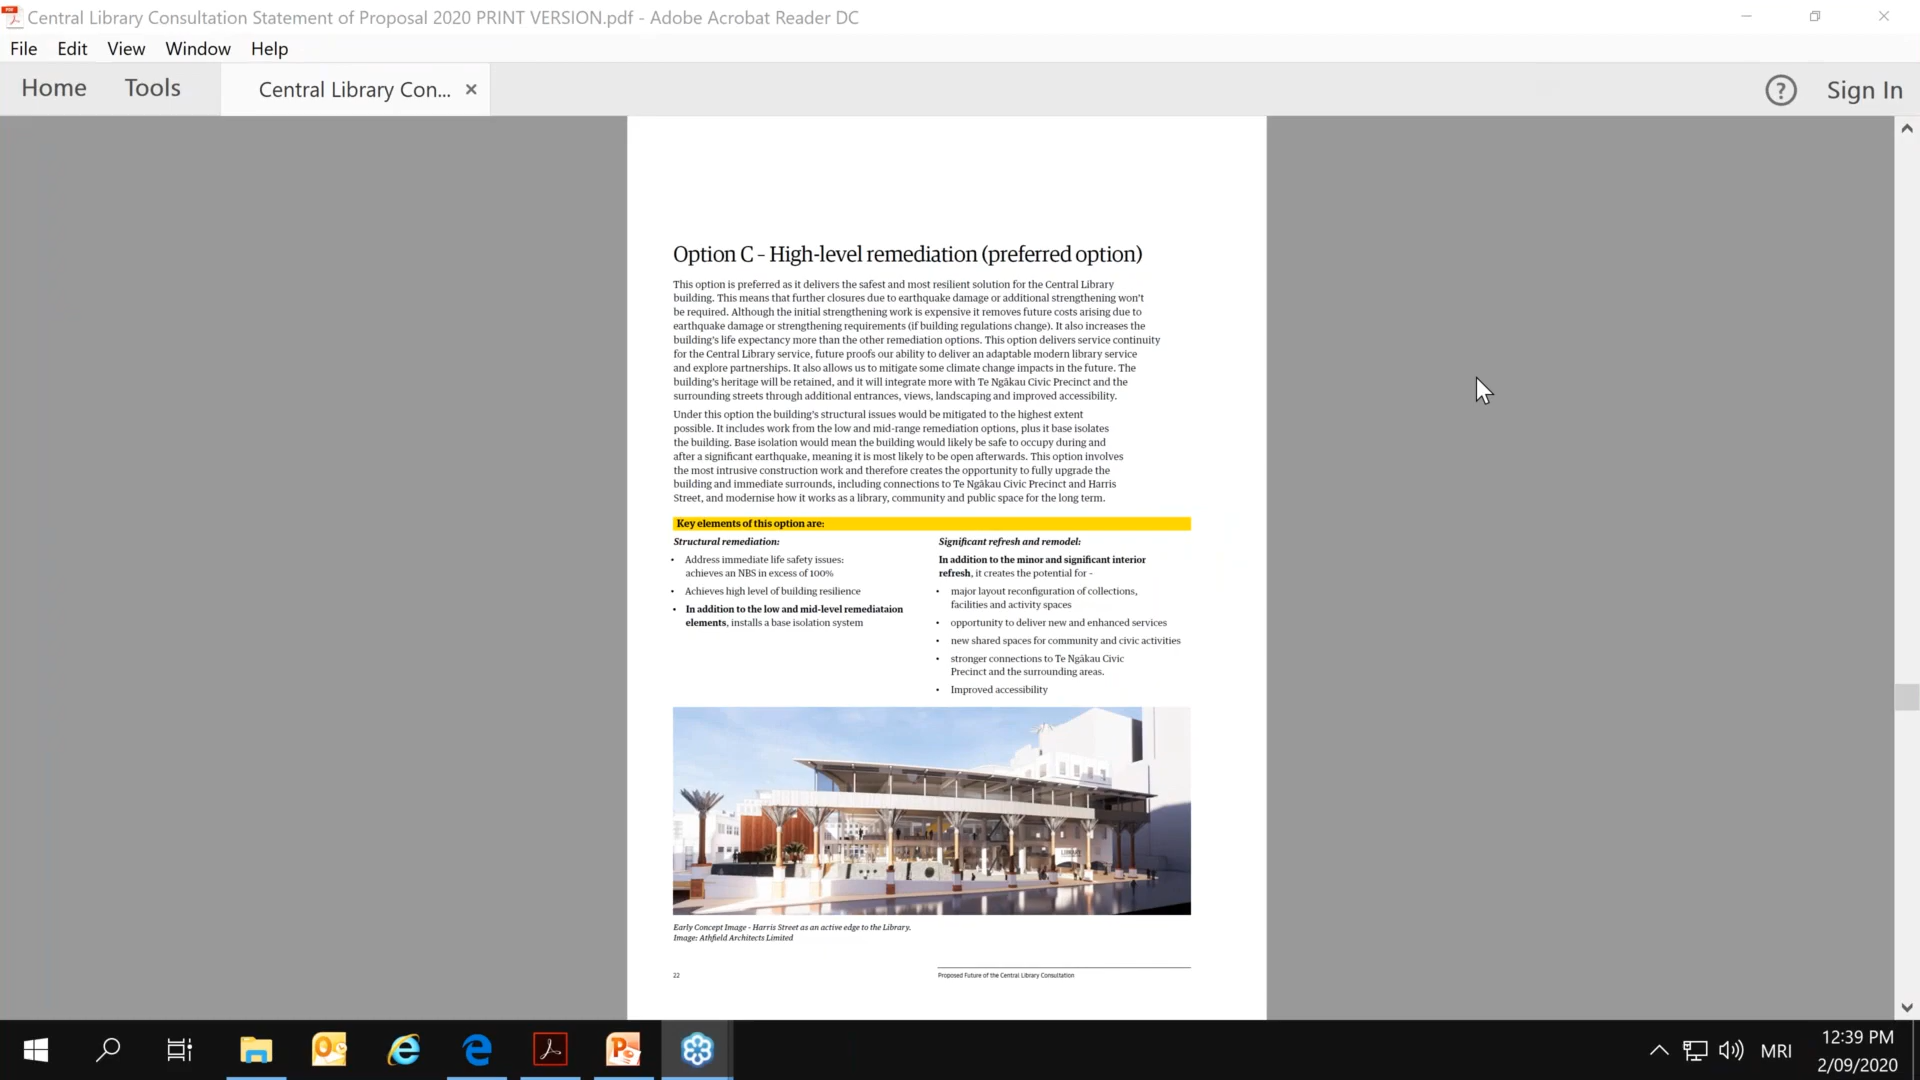 Central Library Consultation Statement of Proposal 2020 PRINT VERSION.pdf - Adobe Acrobat Reader DC
File Edit View Window Help
Home Tools Central Library Con... × ? Sign In
Option C – High-level remediation (preferred option)
This option is preferred as it delivers the safest and most resilient solution for the Central Library
building. This means that further closures due to earthquake damage or additional strengthening won't
be required. Although the initial strengthening work is expensive it removes future costs arising due to
earthquake damage or strengthening requirements (if building regulations change). It also increases the
building's life expectancy more than the other remediation options. This option delivers service continuity
for the Central Library service, future proofs our ability to deliver an adaptable modern library service
and explore partnerships. It also allows us to mitigate some climate change impacts in the future. The
building's heritage will be retained, and it will integrate more with Te Ngākau Civic Precinct and the
surrounding streets through additional entrances, views, landscaping and improved accessibility.
Under this option the building's structural issues would be mitigated to the highest extent
possible. It includes work from the low and mid-range remediation options, plus it base isolates
the building. Base isolation would mean the building would likely be safe to occupy during and
after a significant earthquake, meaning it is most likely to be open afterwards. This option involves
the most intrusive construction work and therefore creates the opportunity to fully upgrade the
building and immediate surrounds, including connections to Te Ngākau Civic Precinct and Harris
Street, and modernise how it works as a library, community and public space for the long term.
Key elements of this option are:
Structural remediation:
• Address immediate life safety issues:
achieves an NBS in excess of 100%
• Achieves high level of building resilience
• In addition to the low and mid-level remediataion
elements, installs a base isolation system
Significant refresh and remodel:
In addition to the minor and significant interior
refresh, it creates the potential for -
• major layout reconfiguration of collections,
facilities and activity spaces
• opportunity to deliver new and enhanced services
• new shared spaces for community and civic activities
• stronger connections to Te Ngākau Civic
Precinct and the surrounding areas.
• Improved accessibility
LIBRARY
Early Concept Image - Harris Street as an active edge to the Library.
Image: Athfield Architects Limited
22
Proposed Future of the Central Library Consultation
MRI
12:39 PM
2/09/2020